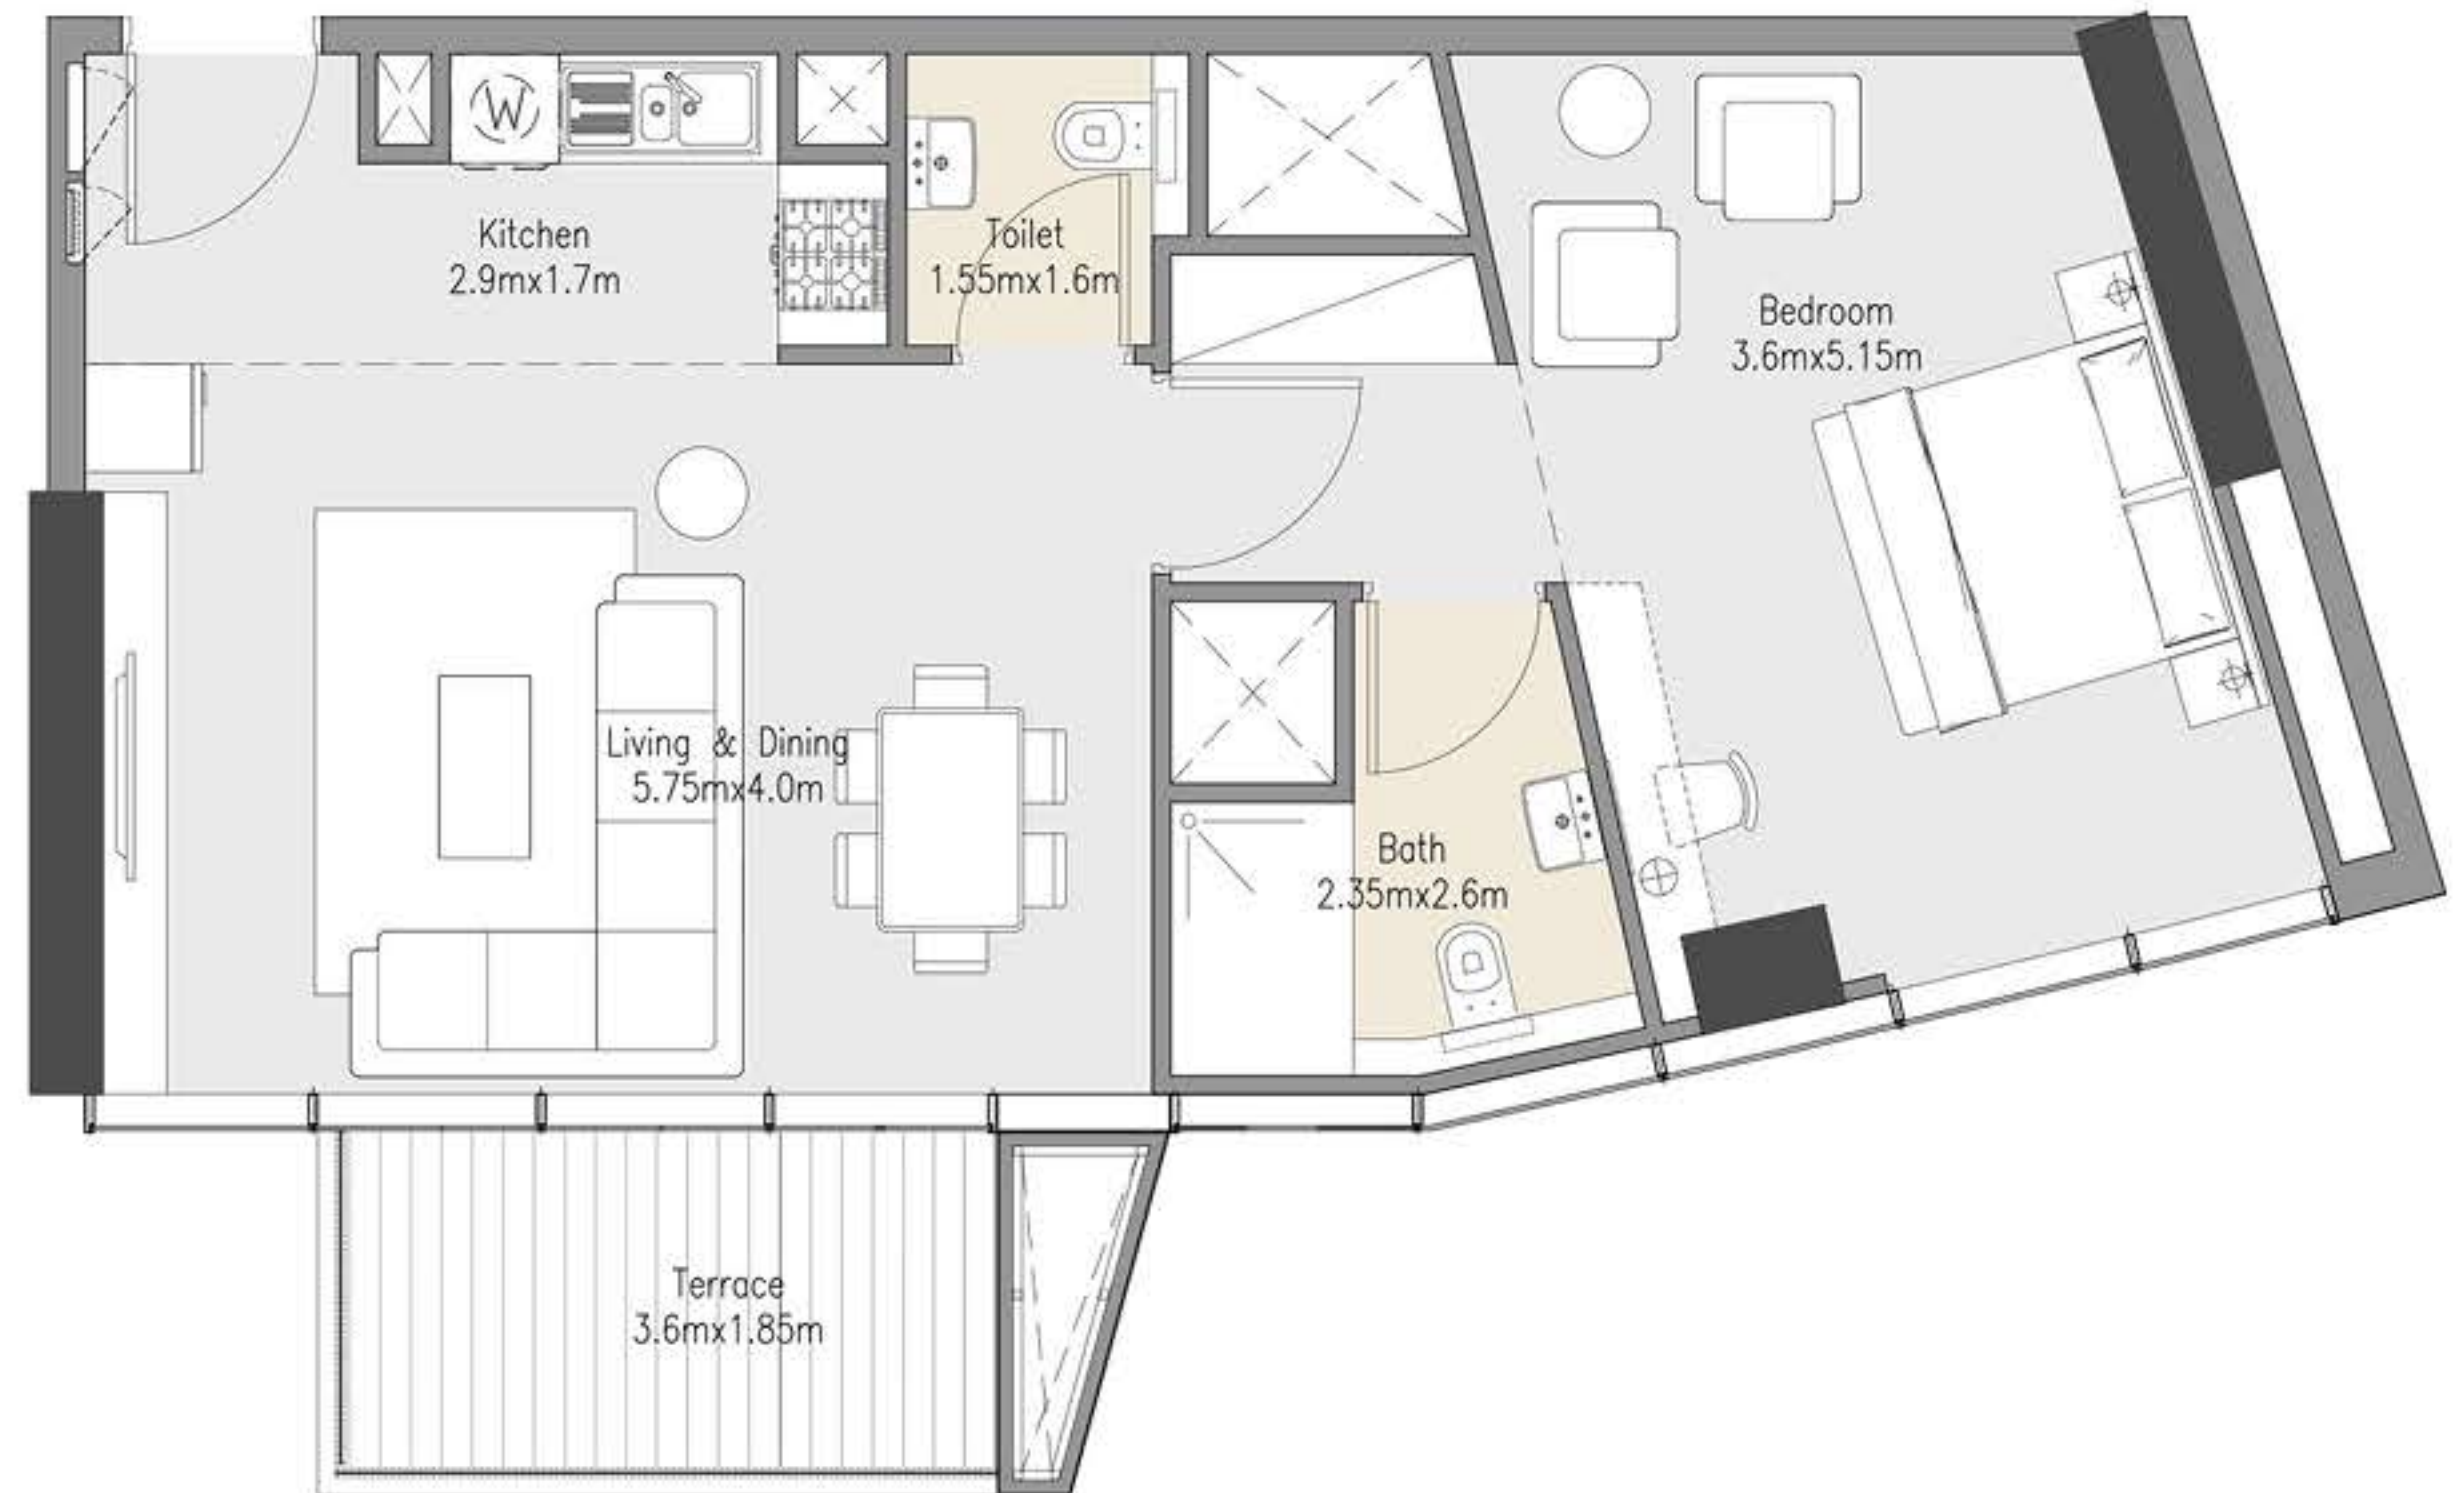 W
Kitchen
2.9mx1.7m
Toilet
1.55mx1.6m
Bedroom
3.6mx5.15m
Living & Dining
5.75mx4.0m
Bath
2.35mx2.6m
Terrace
3.6mx1.85m